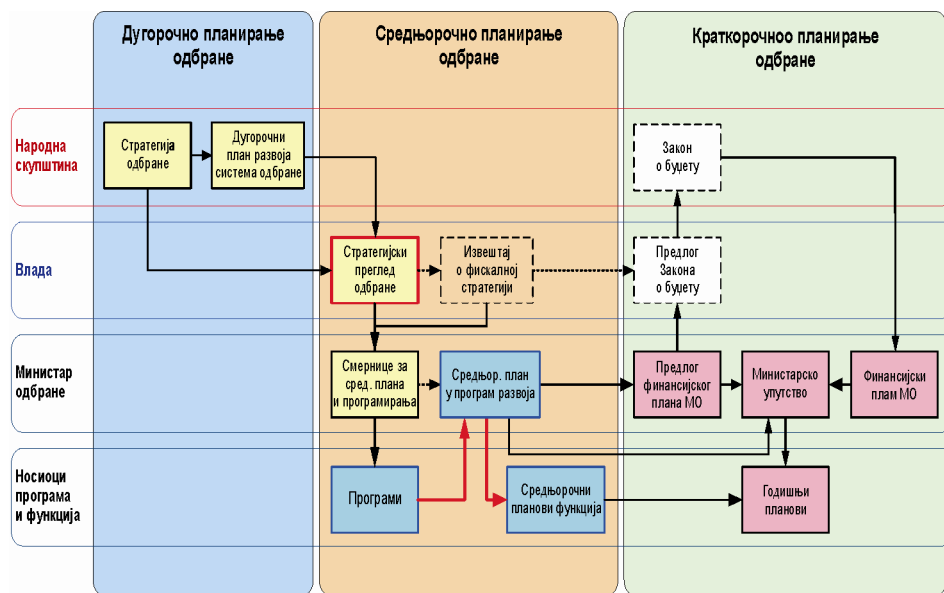 Дугорочно планирање
одбране
Средњорочно планирање
одбране
Краткорочноо планирање
одбране
Народна
скупштина
Стратегија
одбране
Дугорочни
план развоја
система одбране
Закон
о буџету
Влада
Стратегијски
преглед
одбране
Извештај
о фискалној
стратегији
Предлог
Закона
о буџету
Министар
одбране
Смернице за
сред. плана
и програмирања
Средњор. план
у програм развоја
Предлог
финансијског
плана МО
Министарско
упутство
Финансијски
плам МО
Носиоци
програма
и функција
Програми
Средњорочни
планови функција
Годишњи
планови